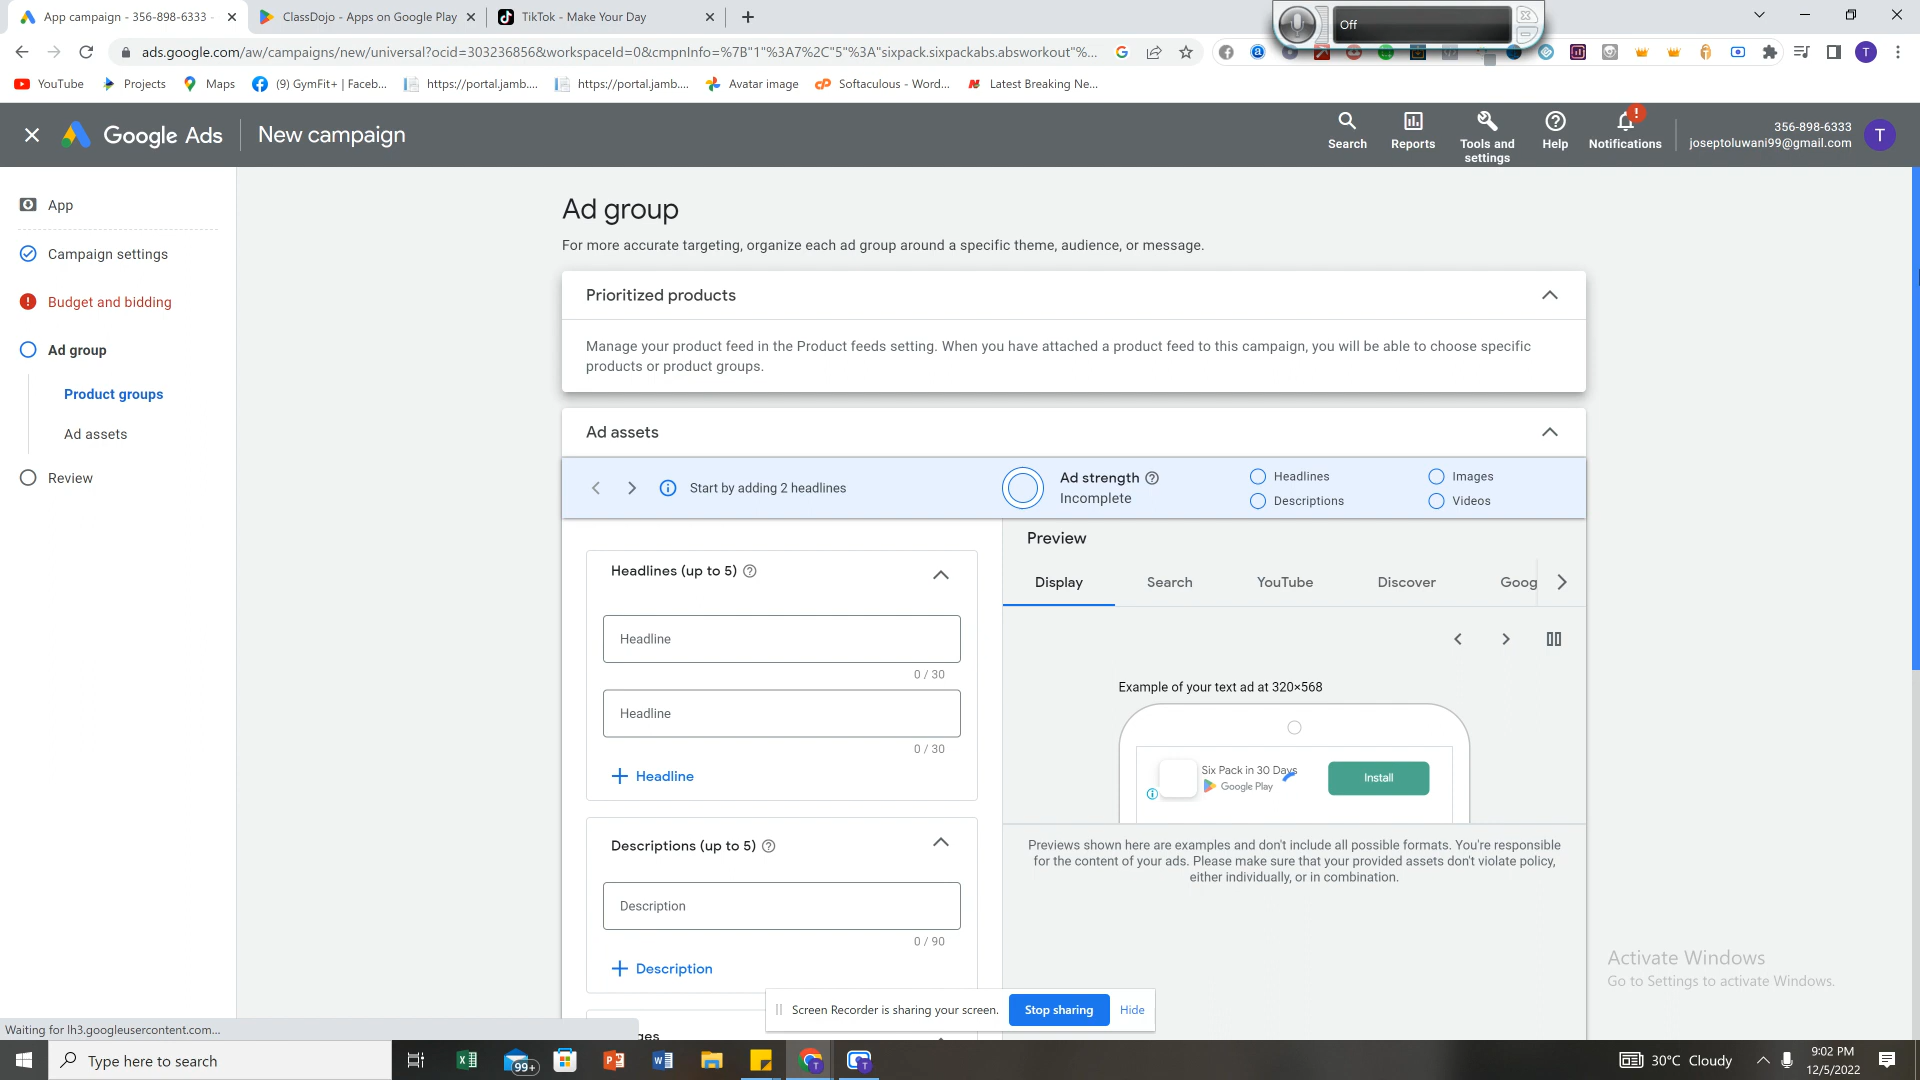 App campaign - 356-898-6333 -
ClassDojo - Apps on Google Play
TikTok - Make Your Day
Off
ads.google.com/aw/campaigns/new/universal?ocid=303236856&workspaceId=0&cmpnInfo=%7B"1"%3A7%2C"5"%3A"sixpack.sixpackabs.absworkout"%...
YouTube
Projects
Maps
(9) GymFit+ | Faceb...
https://portal.jamb....
https://portal.jamb....
Avatar image
Softaculous - Word...
Latest Breaking Ne...
Google Ads
New campaign
Search
Reports
Tools and
settings
Help
Notifications
356-898-6333
joseptoluwani99@gmail.com
T
App
Campaign settings
Budget and bidding
Ad group
Product groups
Ad assets
Review
Ad group
For more accurate targeting, organize each ad group around a specific theme, audience, or message.
Prioritized products
Manage your product feed in the Product feeds setting. When you have attached a product feed to this campaign, you will be able to choose specific
products or product groups.
Ad assets
Start by adding 2 headlines
Ad strength
Incomplete
Headlines
Images
Descriptions
Videos
Headlines (up to 5)
Headline
0 / 30
Headline
0 / 30
Headline
Descriptions (up to 5)
Description
0 / 90
Description
Preview
Display
Search
YouTube
Discover
Goog
Example of your text ad at 320×568
Six Pack in 30 Days
Google Play
Install
Previews shown here are examples and don't include all possible formats. You're responsible
for the content of your ads. Please make sure that your provided assets don't violate policy,
either individually, or in combination.
Activate Windows
Go to Settings to activate Windows.
Screen Recorder is sharing your screen.
Stop sharing
Hide
Waiting for lh3.googleusercontent.com...
Type here to search
99+
30°C Cloudy
9:02 PM
12/5/2022